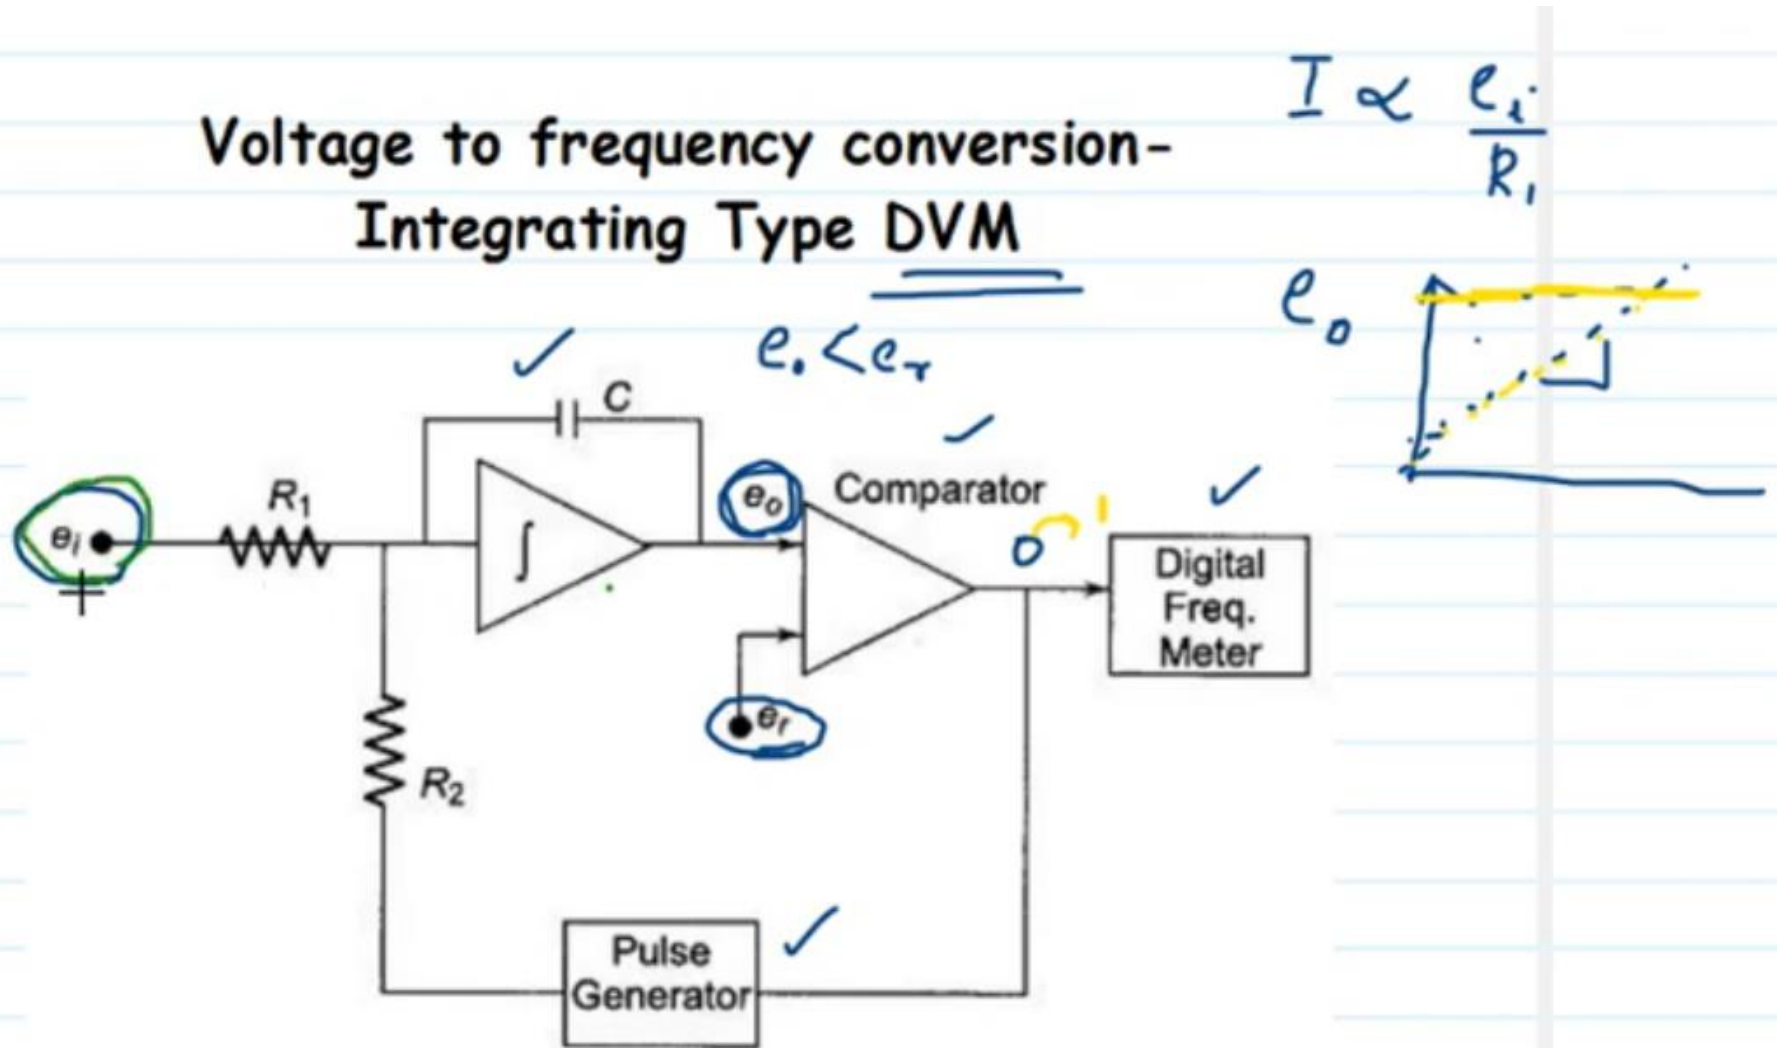 I ∝ eᵢ
R₁
Voltage to frequency conversion-
Integrating Type DVM
e₀
e₀ < eᵣ
C
R₁
eᵢ
∫
e₀
Comparator
0 1
Digital
Freq.
Meter
eᵣ
R₂
Pulse
Generator